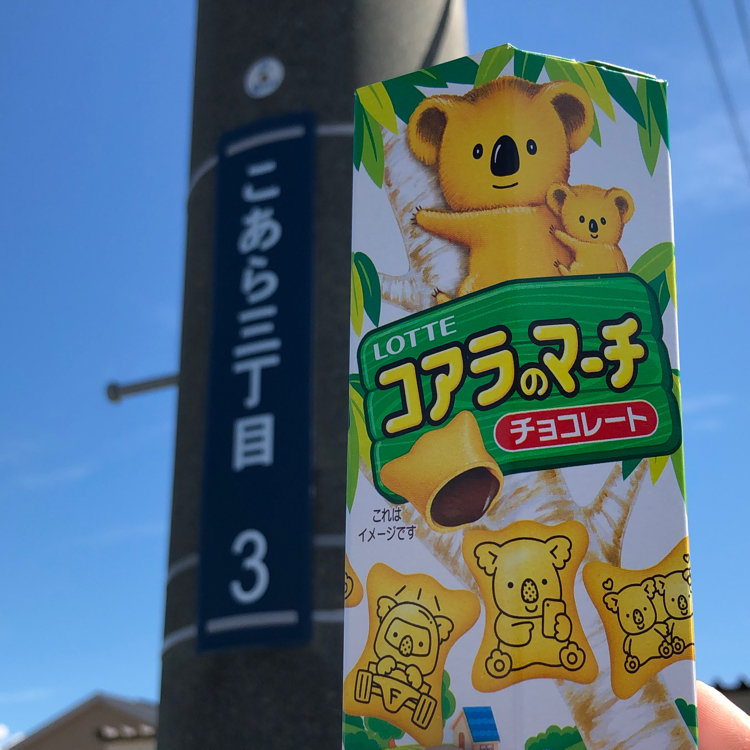 こあら三丁目
3
LOTTE
コアラのマーチ
チョコレート
これは
イメージです